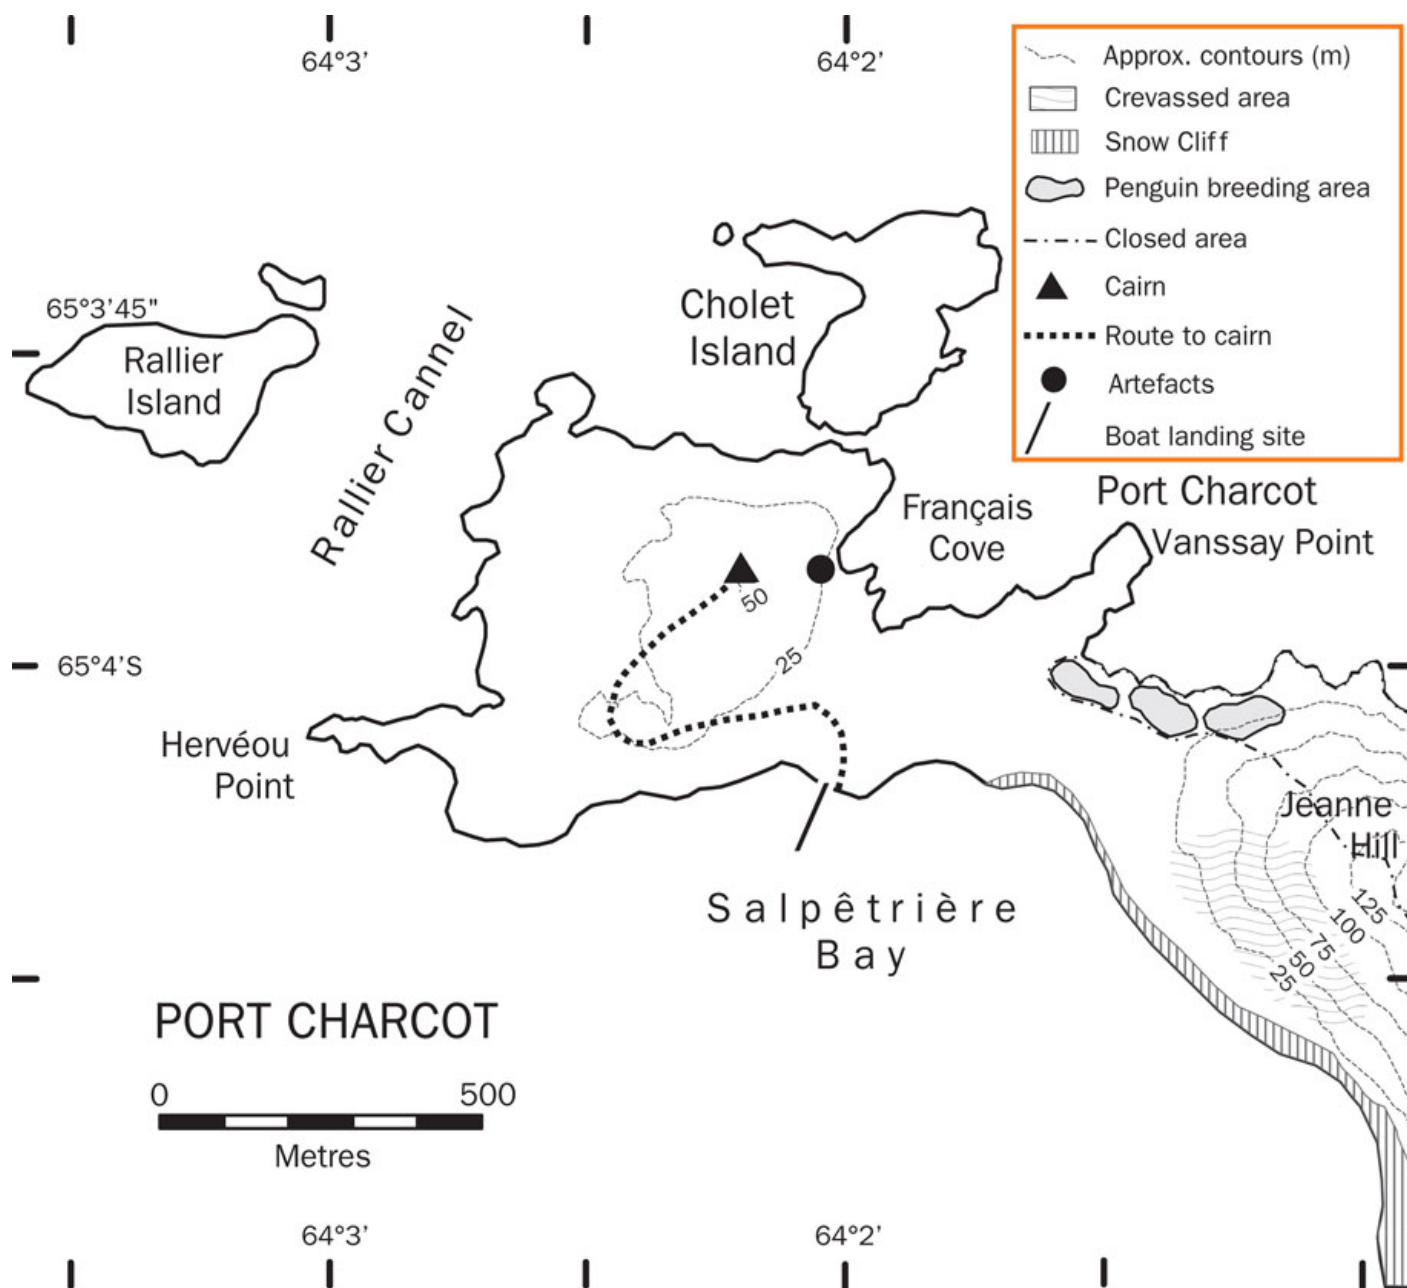 64°3'
64°2'
Approx. contours (m)
Crevassed area
Snow Cliff
Penguin breeding area
Closed area
Cairn
Route to cairn
Artefacts
Boat landing site
65°3'45"
Rallier
Island
Rallier Cannel
Cholet
Island
Français
Cove
Port Charcot
Vanssay Point
50
25
65°4'S
Hervéou
Point
Jeanne
Hill
125
100
75
50
25
Salpêtrière
Bay
PORT CHARCOT
0 500
Metres
64°3'
64°2'